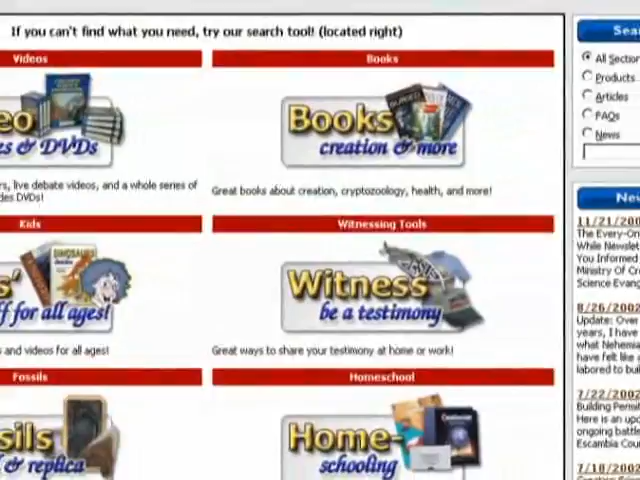 If you can't find what you need, try our search tool! (located right)
Videos
eo
es & DVDs
rs, live debate videos, and a whole series of
des DVDs!
Books
Books
creation & more
Great books about creation, cryptozoology, health, and more!
Kids
s'
ff for all ages!
s and videos for all ages!
Witnessing Tools
Witness
be a testimony
Great ways to share your testimony at home or work!
Fossils
sils
l & replica
Homeschool
Home-
schooling
Sear
All Section
Products
Articles
FAQs
News
New
11/21/200
The Every-On
While Newslet
You Informed
Ministry Of Cr
Science Evang
8/26/2002
Update: Over
years, I have
what Nehemia
have felt like
labored to buil
7/22/2002
Building Permit
Here is an upd
ongoing battle
Escambia Coun
7/18/2002